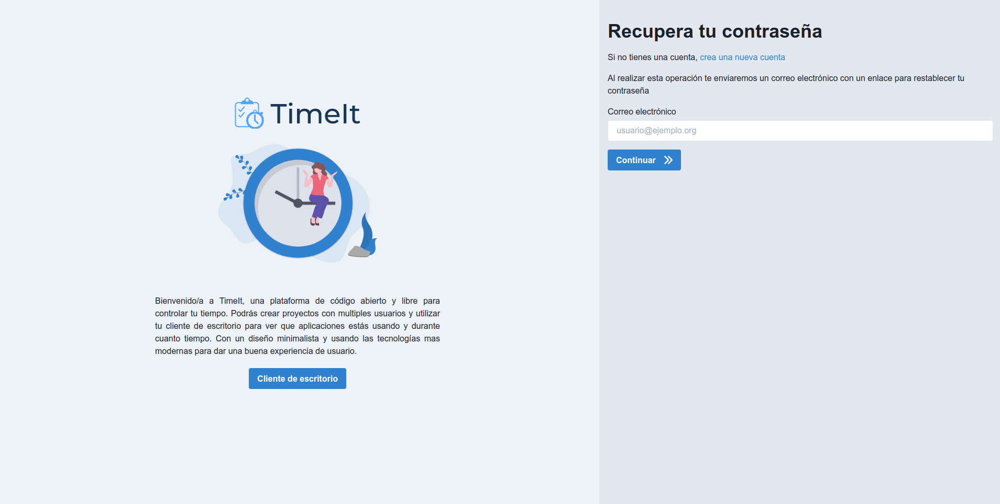 TimeIt
Bienvenido/a a TimeIt, una plataforma de código abierto y libre para
controlar tu tiempo. Podrás crear proyectos con multiples usuarios y utilizar
tu cliente de escritorio para ver que aplicaciones estás usando y durante
cuanto tiempo. Con un diseño minimalista y usando las tecnologías mas
modernas para dar una buena experiencia de usuario.
Cliente de escritorio
Recupera tu contraseña
Si no tienes una cuenta, crea una nueva cuenta
Al realizar esta operación te enviaremos un correo electrónico con un enlace para restablecer tu
contraseña
Correo electrónico
usuario@ejemplo.org
Continuar